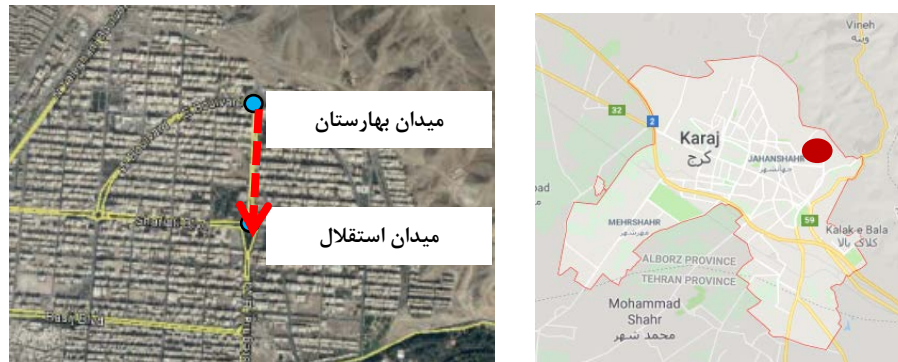 میدان بهارستان
میدان استقلال
Vineh
وینه
32
2
Karaj
کرج
JAHANSHAHR
جهانشهر
59
MEHRSHAHR
مهرشهر
Kalak-e Bala
کلاک بالا
ALBORZ PROVINCE
TEHRAN PROVINCE
Mohammad
Shahr
محمد شهر